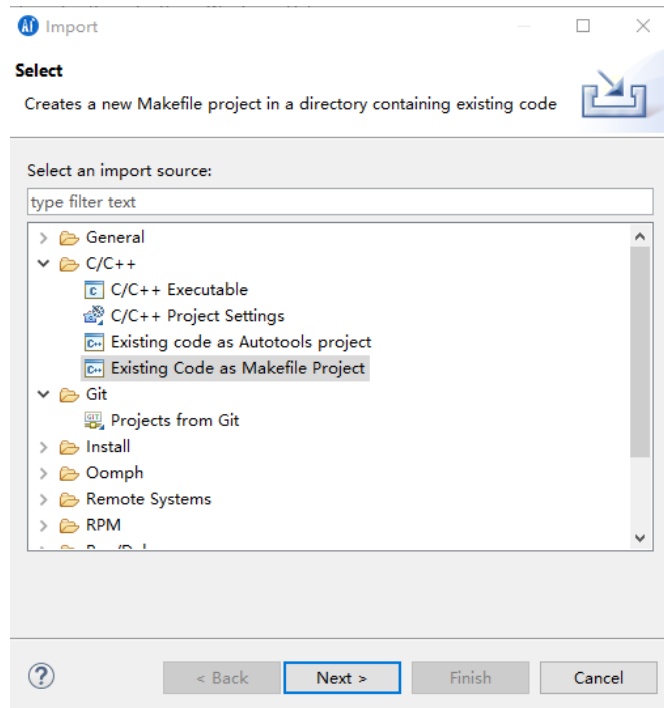 Af Import
Select
Creates a new Makefile project in a directory containing existing code
Select an import source:
type filter text
General
C/C++
C/C++ Executable
C/C++ Project Settings
Existing code as Autotools project
Existing Code as Makefile Project
Git
Projects from Git
Install
Oomph
Remote Systems
RPM
< Back Next > Finish Cancel